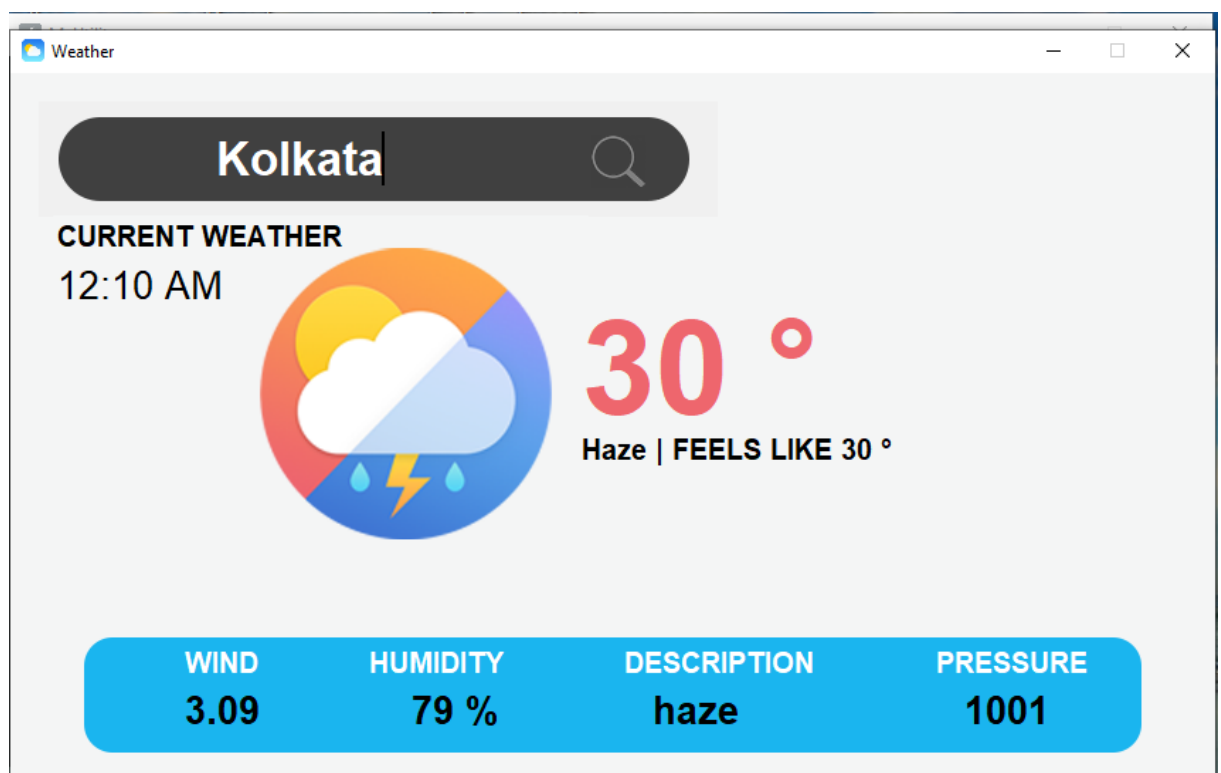 Weather
Kolkata
CURRENT WEATHER
12:10 AM
30 °
Haze | FEELS LIKE 30 °
WIND HUMIDITY DESCRIPTION PRESSURE
3.09 79 % haze 1001